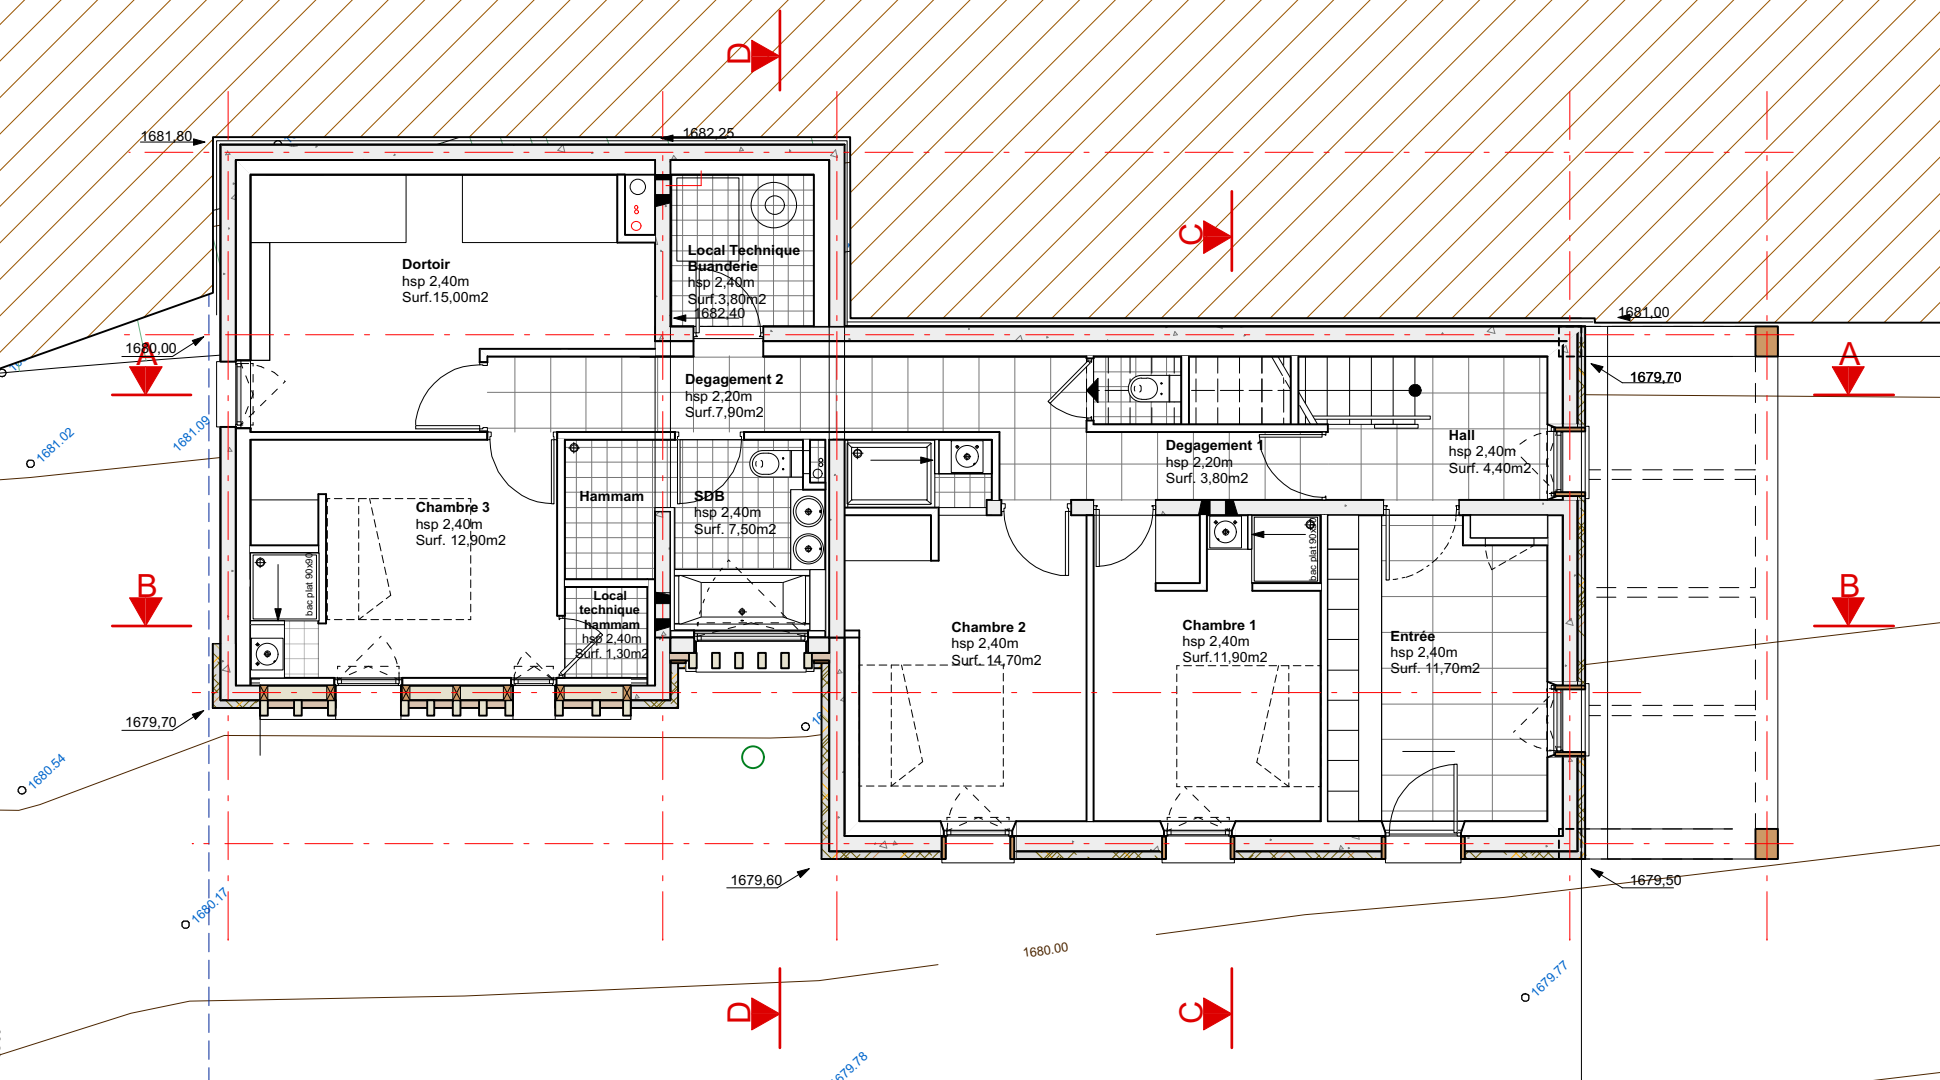 D
1681,80
1682,25
C
Local Technique
Buanderie
hsp 2,40m
Surf.3,80m2
1682,40
Dortoir
hsp 2,40m
Surf.15,00m2
8
1681,00
1680,00
A
A
1679,70
Degagement 2
hsp 2,20m
Surf.7,90m2
1681.02
1681.09
Degagement 1
hsp 2,20m
Surf. 3,80m2
Hall
hsp 2,40m
Surf. 4,40m2
Hammam
SDB
hsp 2,40m
Surf. 7,50m2
8
Chambre 3
hsp 2,40m
Surf. 12,90m2
bac plat 90x90
bac plat 90x90
B
B
Local
technique
hammam
hsp 2,40m
Surf. 1,30m2
Chambre 2
hsp 2,40m
Surf. 14,70m2
Chambre 1
hsp 2,40m
Surf.11,90m2
Entrée
hsp 2,40m
Surf. 11,70m2
1679,70
1680.54
1679,60
1679,50
1680.17
1680.00
1679.77
D
C
1679.78